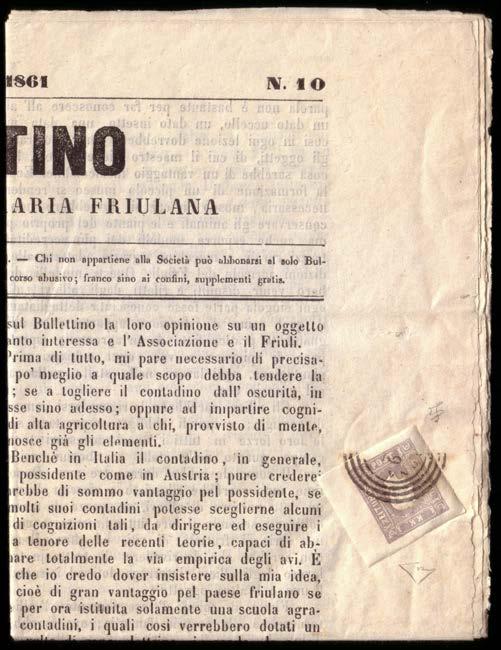 1861 N. 10
TINO
ARIA FRIULANA
. — Chi non appartiene alla Società può abbonarsi al solo Bul-
corso abusivo; franco sino ai confini, supplementi gratis.
sul Bullettino la loro opinione su un oggetto
anto interessa e l' Associazione e il Friuli.
Prima di tutto, mi pare necessario di precisa-
po' meglio a quale scopo debba tendere la
; se a togliere il contadino dall' oscurità, in
sse sino adesso; oppure ad impartire cogni-
di alta agricoltura a chi, provvisto di mente,
nosce già gli elementi.
Benchè in Italia il contadino, in generale,
possidente come in Austria; pure crederei
rebbe di sommo vantaggio pel possidente, se
molti suoi contadini potesse sceglierne alcuni
di cognizioni tali, da dirigere ed eseguire i
a tenore delle recenti teorie, capaci di ab-
nare totalmente la via empirica degli avi. È
che io credo dover insistere sulla mia idea,
cioè di gran vantaggio pel paese friulano se
e per ora istituita solamente una scuola agra-
contadini, i quali così verrebbero dotati un